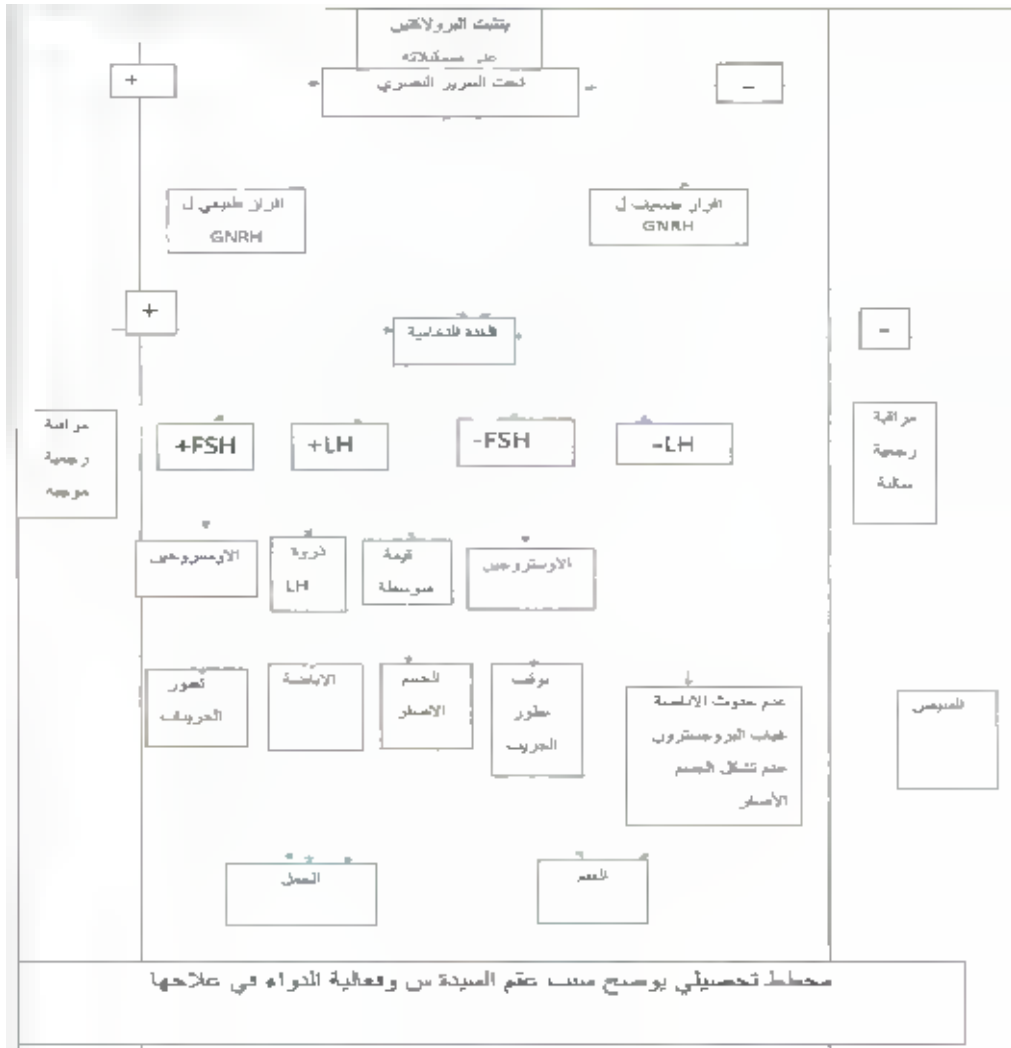 يتثبت البرولاكتين
على مستقبلاته
تحت السرير البصري
+
-
افراز طبيعي ل
GNRH
افراز ضعيف ل
GNRH
+
الغدة النخامية
-
مراقبة
رجعية
موجبة
+FSH
+LH
-FSH
-LH
مراقبة
رجعية
سالبة
الاوستروجين
ذروة
LH
قيمة
متوسطة
الاوستروجين
تطور
الجريبات
الاباضة
الجسم
الاصفر
توقف
تطور
الجريب
عدم حدوث الاباضة
غياب البروجسترون
عدم تشكل الجسم
الأصفر
المبيض
الحمل
العقم
مخطط تحصيلي يوضح سبب عقم السيدة س وفعالية الدواء في علاجها